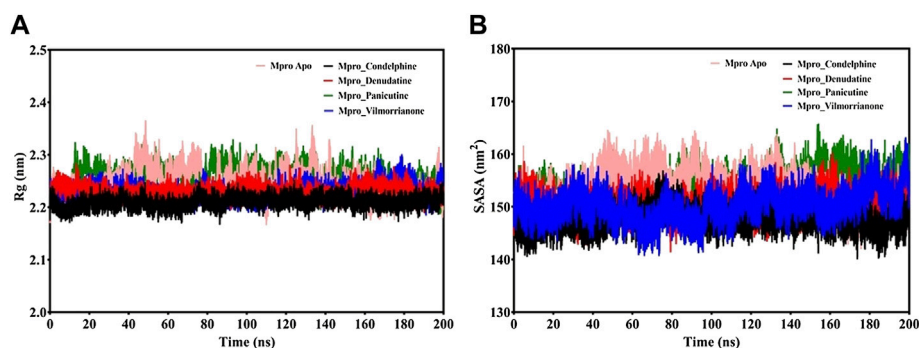 A
2.5
2.4
2.3
2.2
2.1
2.0
Rg (nm)
Mpro Apo
Mpro_Condelphine
Mpro_Denudatine
Mpro_Panicutine
Mpro_Vilmorrianone
0 20 40 60 80 100 120 140 160 180 200
Time (ns)
B
180
170
160
150
140
130
SASA (nm²)
Mpro Apo
Mpro_Condelphine
Mpro_Denudatine
Mpro_Panicutine
Mpro_Vilmorrianone
0 20 40 60 80 100 120 140 160 180 200
Time (ns)